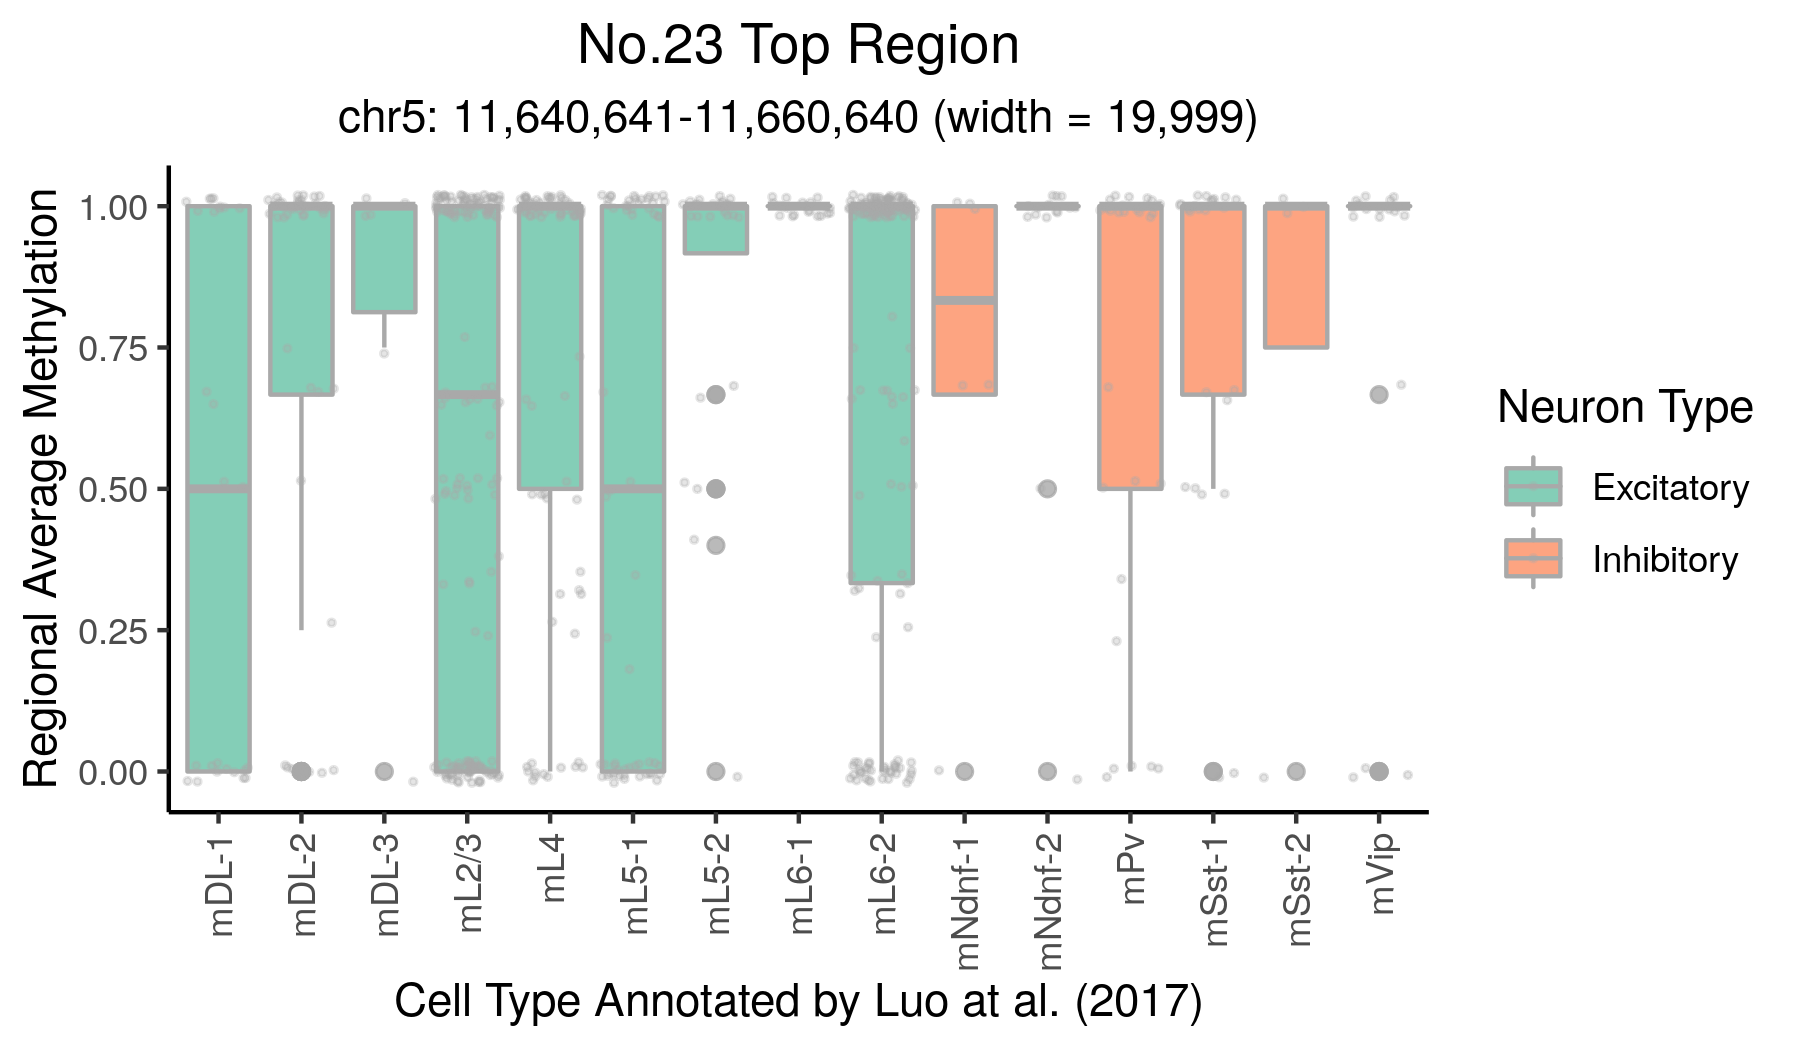 No.23 Top Region
chr5: 11,640,641-11,660,640 (width = 19,999)
Regional Average Methylation
1.00
0.75
0.50
0.25
0.00
mDL-1
mDL-2
mDL-3
mL2/3
mL4
mL5-1
mL5-2
mL6-1
mL6-2
mNdnf-1
mNdnf-2
mPv
mSst-1
mSst-2
mVip
Cell Type Annotated by Luo at al. (2017)
Neuron Type
Excitatory
Inhibitory